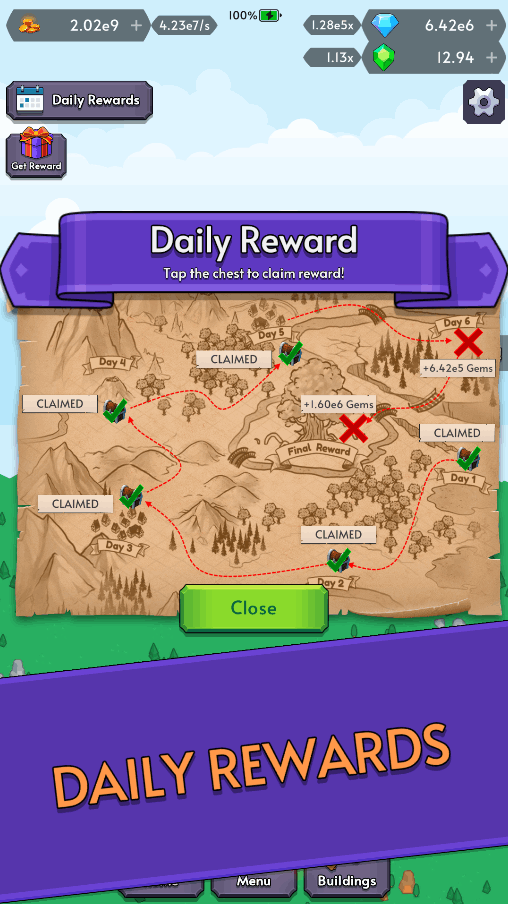 100%
2.02e9 +
4.23e7/s
1.28e5x
6.42e6 +
1.13x
12.94 +
Daily Rewards
Get Reward
Daily Reward
Tap the chest to claim reward!
Day 6
Day 5
CLAIMED
Day 4
+6.42e5 Gems
CLAIMED
+1.60e6 Gems
CLAIMED
Final Reward
Day 1
CLAIMED
CLAIMED
Day 3
Day 2
Close
DAILY REWARDS
Menu
Buildings